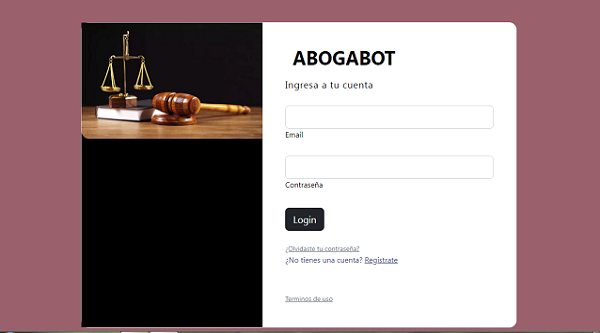 ABOGABOT
Ingresa a tu cuenta
Email
Contraseña
Login
¿Olvidaste tu contraseña?
¿No tienes una cuenta? Registrate
Terminos de uso